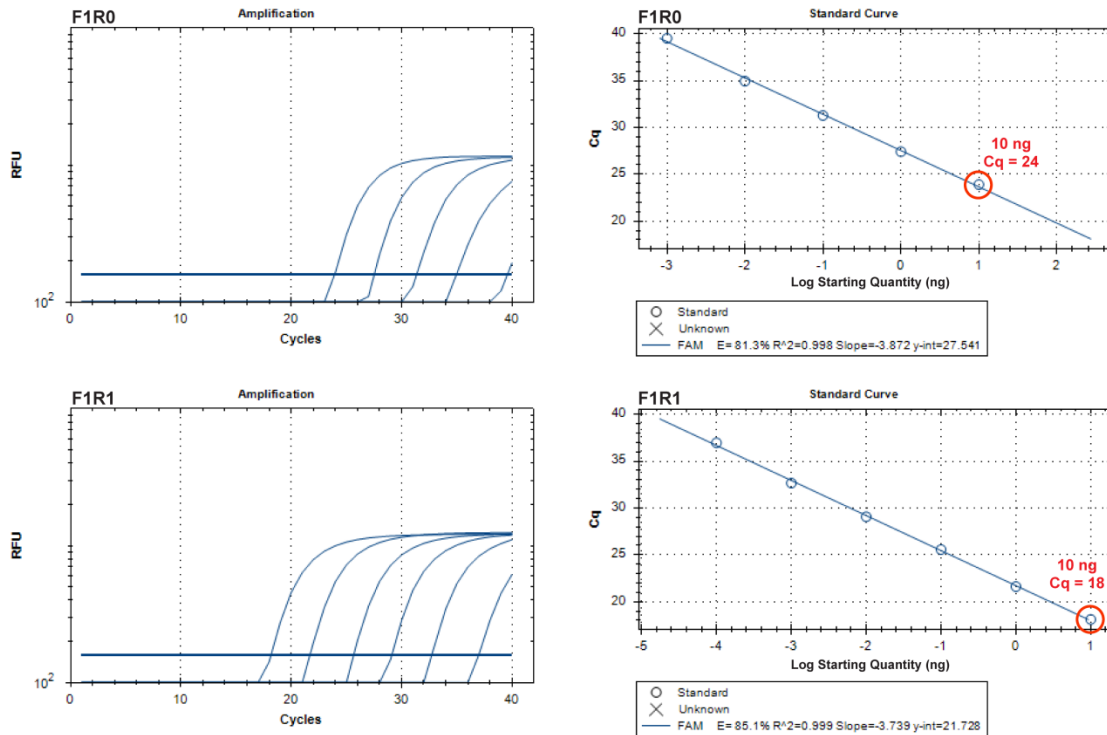 F1R0
Amplification
RFU
10^2
0
10
20
30
40
Cycles
F1R0
Standard Curve
Cq
40
35
30
25
20
10 ng
Cq = 24
-3
-2
-1
0
1
2
Log Starting Quantity (ng)
Standard
Unknown
FAM E= 81.3% R^2=0.998 Slope=-3.872 y-int=27.541
F1R1
Amplification
RFU
10^2
0
10
20
30
40
Cycles
F1R1
Standard Curve
Cq
40
35
30
25
20
10 ng
Cq = 18
-5
-4
-3
-2
-1
0
1
Log Starting Quantity (ng)
Standard
Unknown
FAM E= 85.1% R^2=0.999 Slope=-3.739 y-int=21.728